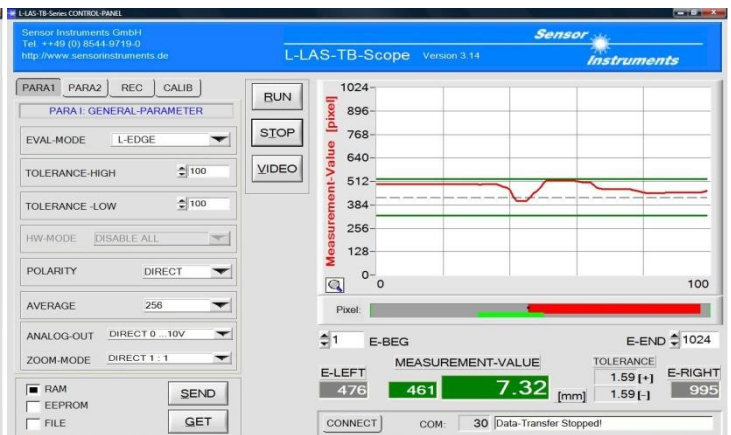 L-LAS-TB-Series CONTROL-PANEL
Sensor Instruments GmbH
Tel. ++49 (0) 8544-9719-0
http://www.sensorinstruments.de
L-LAS-TB-Scope Version 3.14
Sensor
Instruments
PARA1 PARA2 REC CALIB
PARA I: GENERAL-PARAMETER
EVAL-MODE L-EDGE
TOLERANCE-HIGH 100
TOLERANCE -LOW 100
HW-MODE DISABLE ALL
POLARITY DIRECT
AVERAGE 256
ANALOG-OUT DIRECT 0 ...10V
ZOOM-MODE DIRECT 1 : 1
RAM
EEPROM
FILE
SEND
GET
RUN
STOP
VIDEO
Measurement-Value [pixel]
1024
896
768
640
512
384
256
128
0
0 100
Pixel:
1 E-BEG E-END 1024
E-LEFT MEASUREMENT-VALUE TOLERANCE E-RIGHT
476 461 7.32 [mm] 1.59 [+] 995
1.59 [-]
CONNECT COM: 30 Data-Transfer Stopped!